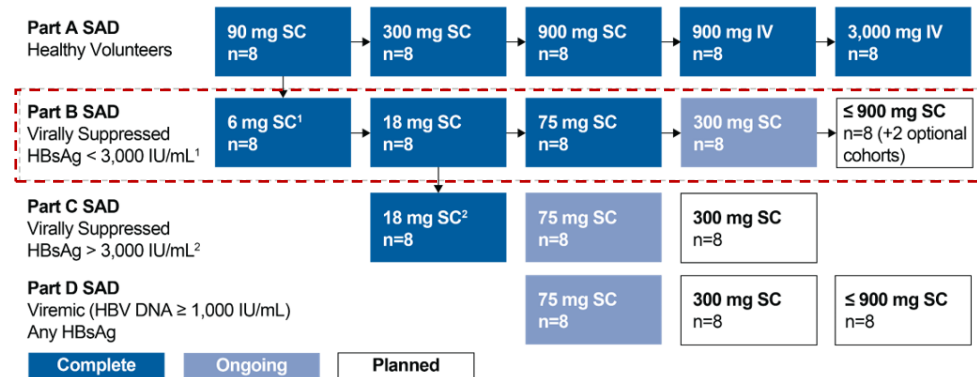 Part A SAD
Healthy Volunteers
90 mg SC
n=8
300 mg SC
n=8
900 mg SC
n=8
900 mg IV
n=8
3,000 mg IV
n=8
Part B SAD
Virally Suppressed
HBsAg < 3,000 IU/mL¹
6 mg SC¹
n=8
18 mg SC
n=8
75 mg SC
n=8
300 mg SC
n=8
≤ 900 mg SC
n=8 (+2 optional
cohorts)
Part C SAD
Virally Suppressed
HBsAg > 3,000 IU/mL²
18 mg SC²
n=8
75 mg SC
n=8
300 mg SC
n=8
Part D SAD
Viremic (HBV DNA ≥ 1,000 IU/mL)
Any HBsAg
75 mg SC
n=8
300 mg SC
n=8
≤ 900 mg SC
n=8
Complete
Ongoing
Planned